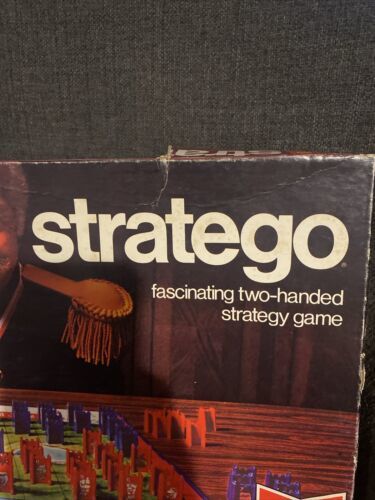 stratego®
fascinating two-handed
strategy game